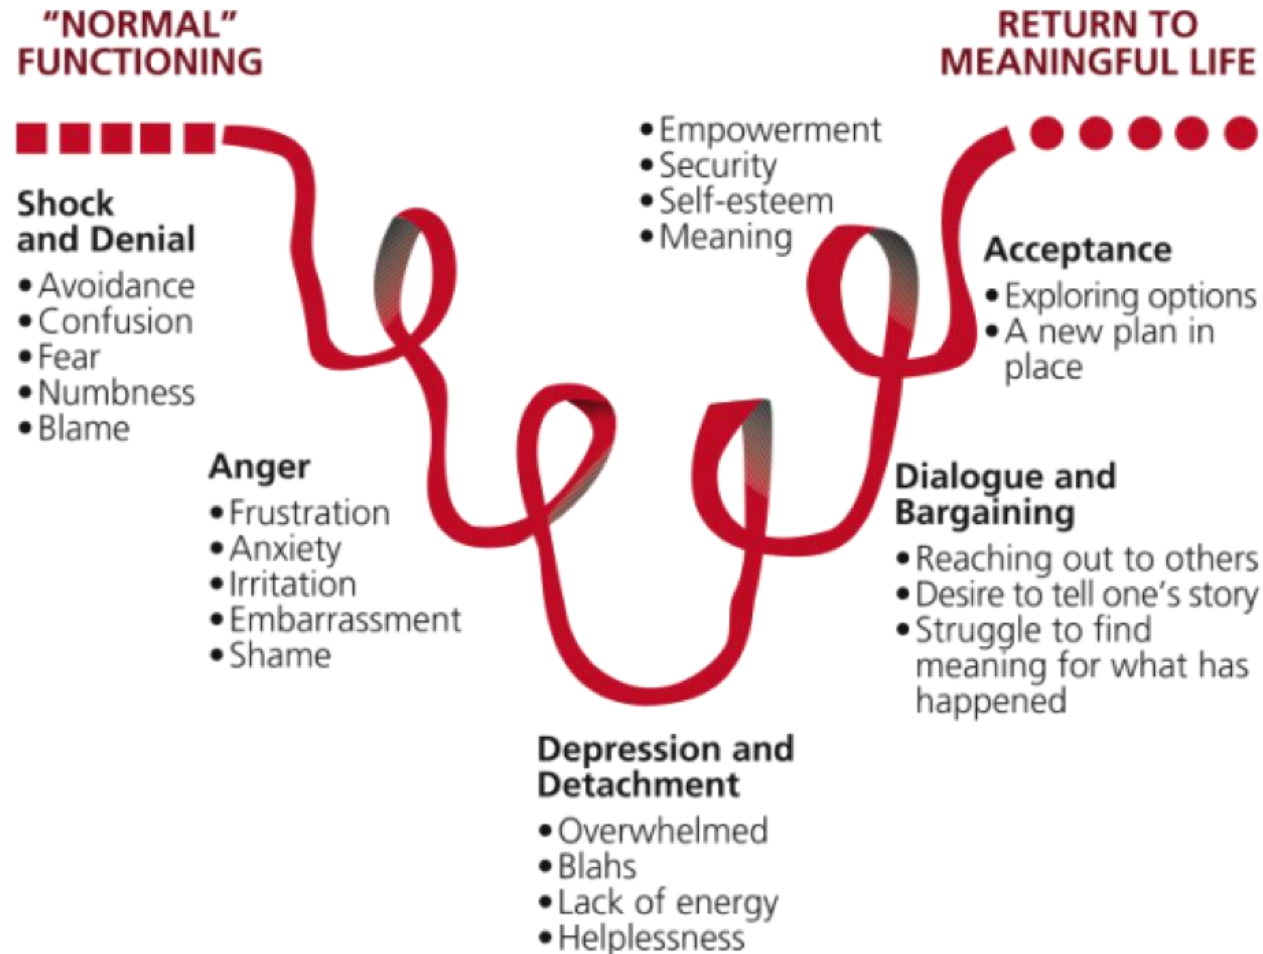 "NORMAL"
FUNCTIONING
Shock
and Denial
• Avoidance
• Confusion
• Fear
• Numbness
• Blame
Anger
• Frustration
• Anxiety
• Irritation
• Embarrassment
• Shame
Depression and
Detachment
• Overwhelmed
• Blahs
• Lack of energy
• Helplessness
Dialogue and
Bargaining
• Reaching out to others
• Desire to tell one's story
• Struggle to find
meaning for what has
happened
Acceptance
• Exploring options
• A new plan in
place
• Empowerment
• Security
• Self-esteem
• Meaning
RETURN TO
MEANINGFUL LIFE